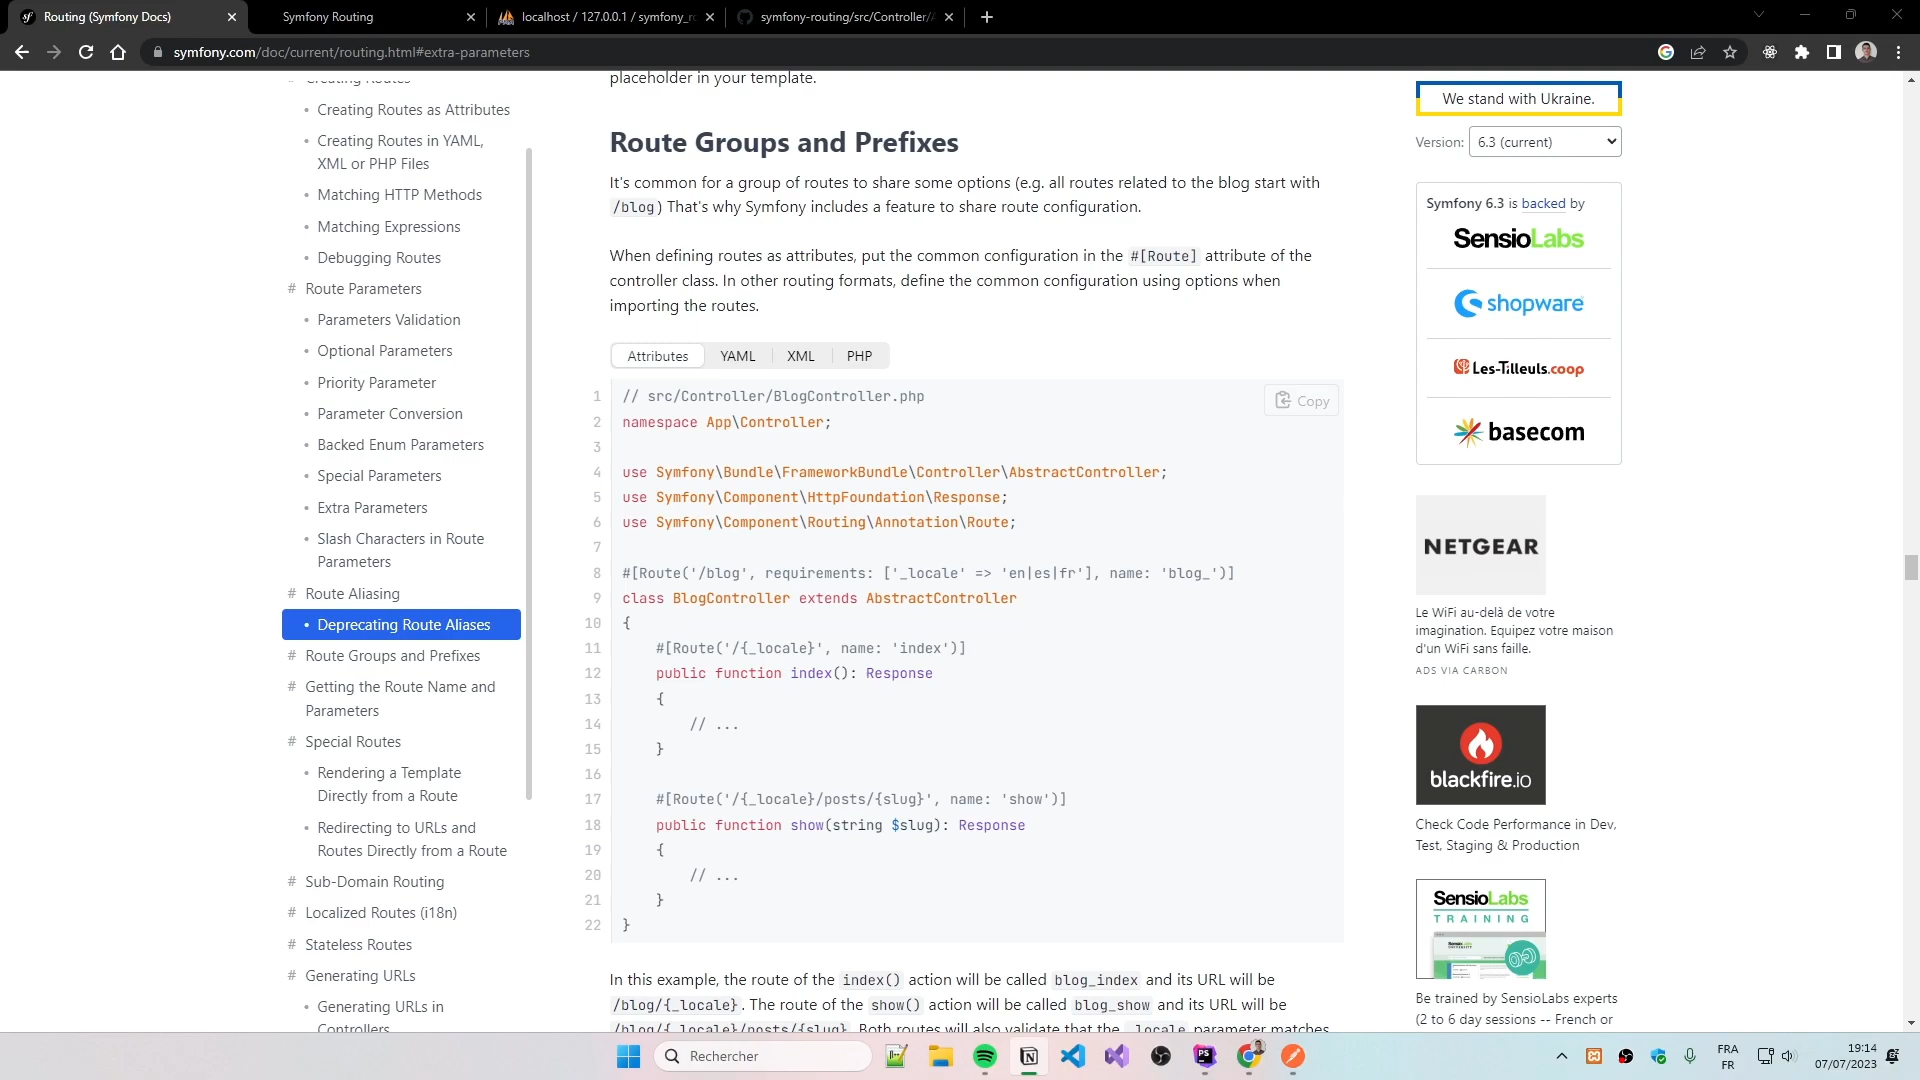 Routing (Symfony Docs)
Symfony Routing
localhost / 127.0.0.1 / symfony_ro
symfony-routing/src/Controller/A
symfony.com/doc/current/routing.html#extra-parameters
Creating Routes
Creating Routes as Attributes
Creating Routes in YAML,
XML or PHP Files
Matching HTTP Methods
Matching Expressions
Debugging Routes
# Route Parameters
Parameters Validation
Optional Parameters
Priority Parameter
Parameter Conversion
Backed Enum Parameters
Special Parameters
Extra Parameters
Slash Characters in Route
Parameters
# Route Aliasing
Deprecating Route Aliases
# Route Groups and Prefixes
# Getting the Route Name and
Parameters
# Special Routes
Rendering a Template
Directly from a Route
Redirecting to URLs and
Routes Directly from a Route
# Sub-Domain Routing
# Localized Routes (i18n)
# Stateless Routes
# Generating URLs
Generating URLs in
Controllers
placeholder in your template.
Route Groups and Prefixes
It's common for a group of routes to share some options (e.g. all routes related to the blog start with
/blog) That's why Symfony includes a feature to share route configuration.
When defining routes as attributes, put the common configuration in the #[Route] attribute of the
controller class. In other routing formats, define the common configuration using options when
importing the routes.
Attributes YAML XML PHP
Copy
1 // src/Controller/BlogController.php
2 namespace App\Controller;
3
4 use Symfony\Bundle\FrameworkBundle\Controller\AbstractController;
5 use Symfony\Component\HttpFoundation\Response;
6 use Symfony\Component\Routing\Annotation\Route;
7
8 #[Route('/blog', requirements: ['_locale' => 'en|es|fr'], name: 'blog_')]
9 class BlogController extends AbstractController
10 {
11 #[Route('/{_locale}', name: 'index')]
12 public function index(): Response
13 {
14 // ...
15 }
16
17 #[Route('/{_locale}/posts/{slug}', name: 'show')]
18 public function show(string $slug): Response
19 {
20 // ...
21 }
22 }
In this example, the route of the index() action will be called blog_index and its URL will be
/blog/{_locale}. The route of the show() action will be called blog_show and its URL will be
/blog/{_locale}/posts/{slug}. Both routes will also validate that the _locale parameter matches
We stand with Ukraine.
Version: 6.3 (current)
Symfony 6.3 is backed by
SensioLabs
shopware
Les-Tilleuls.coop
basecom
NETGEAR
Le WiFi au-delà de votre
imagination. Equipez votre maison
d'un WiFi sans faille.
ADS VIA CARBON
blackfire.io
Check Code Performance in Dev,
Test, Staging & Production
SensioLabs
TRAINING
Be trained by SensioLabs experts
(2 to 6 day sessions -- French or
Rechercher
FRA
FR
19:14
07/07/2023